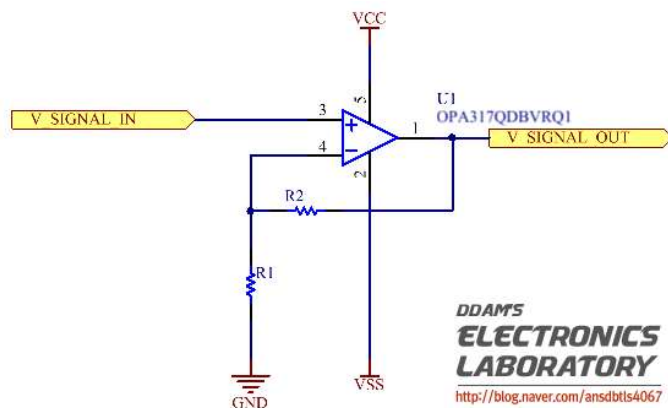 VCC
V_SIGNAL_IN
3
5
U1
OPA317QDBVRQ1
+
1
V_SIGNAL_OUT
4
−
2
R2
R1
GND
VSS
DDAM'S
ELECTRONICS
LABORATORY
http://blog.naver.com/ansdbtls4067